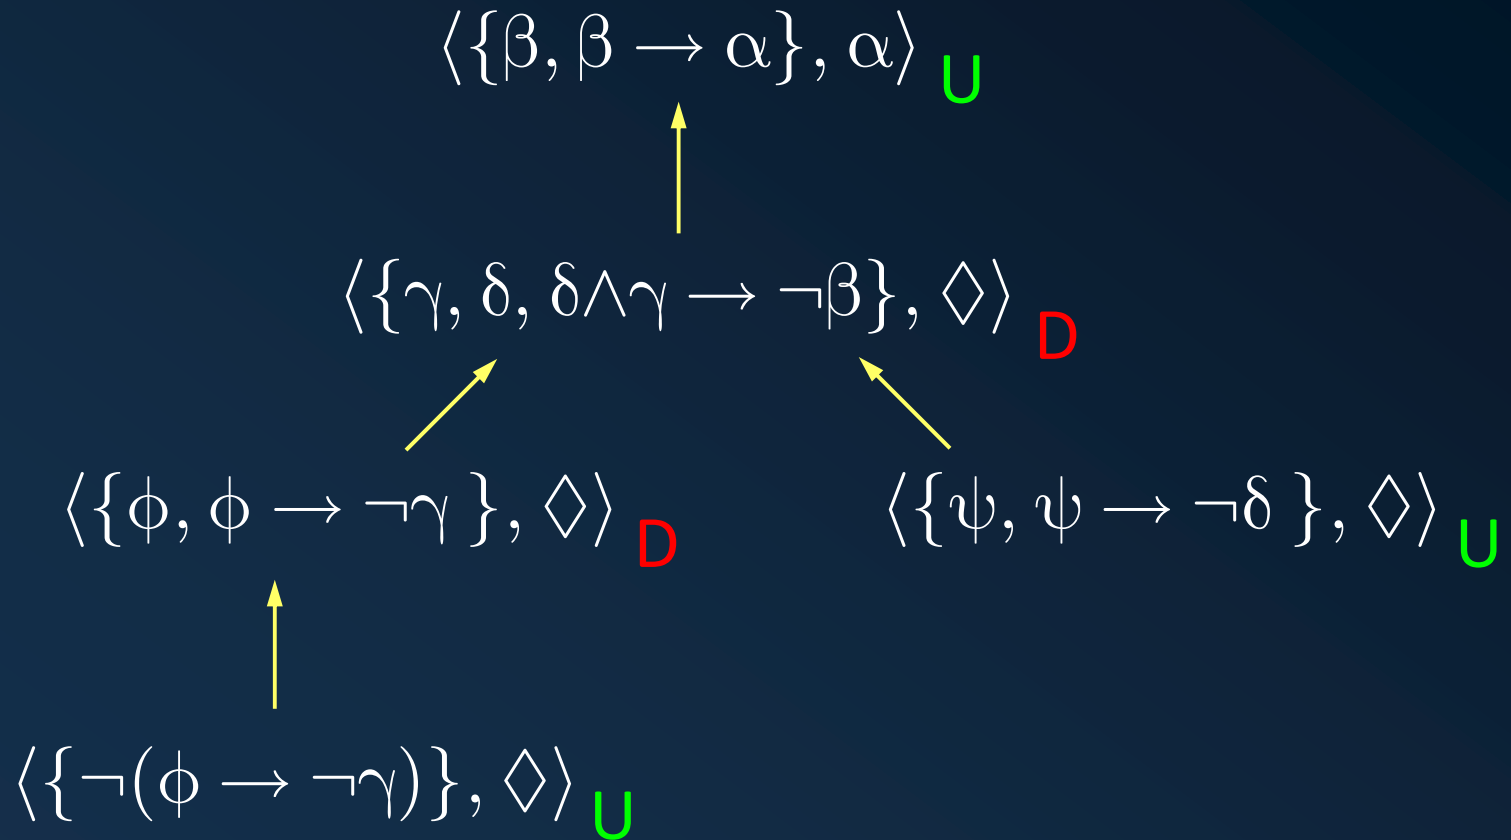 ⟨{β, β → α}, α⟩ U
⟨{γ, δ, δ∧γ → ¬β}, ◊⟩ D
⟨{ϕ, ϕ → ¬γ }, ◊⟩ D ⟨{ψ, ψ → ¬δ }, ◊⟩ U
⟨{¬(ϕ → ¬γ)}, ◊⟩ U